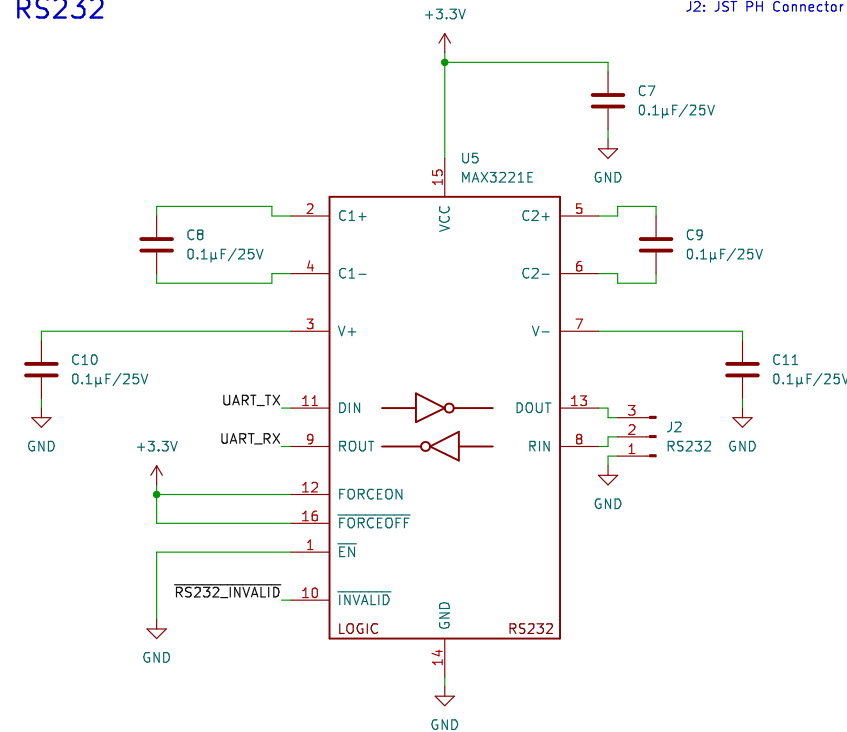 RS232
J2: JST PH Connector
+3.3V
C7
0.1µF/25V
GND
U5
MAX3221E
15
VCC
2
C1+
C2+
5
C8
0.1µF/25V
C9
0.1µF/25V
4
C1-
C2-
6
3
V+
V-
7
C10
0.1µF/25V
C11
0.1µF/25V
UART_TX
11
DIN
DOUT
13
3
2
1
J2
RS232
GND
GND
UART_RX
9
ROUT
RIN
8
+3.3V
GND
12
FORCEON
16
FORCEOFF
1
EN
RS232_INVALID
10
INVALID
GND
LOGIC
RS232
14
GND
GND